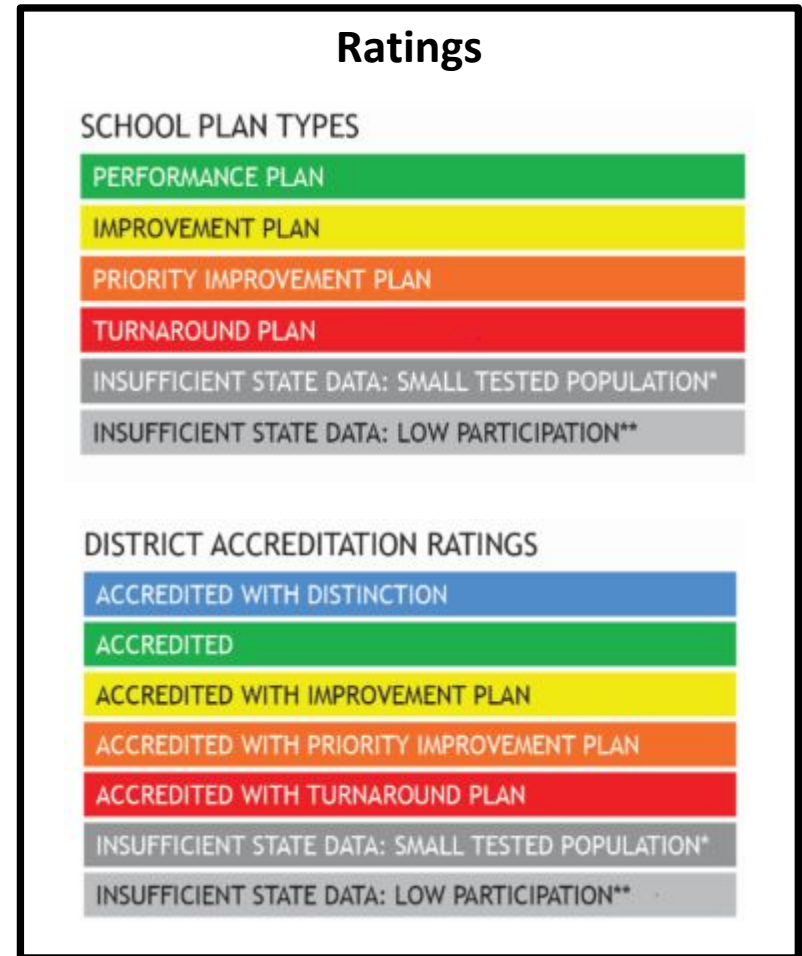 Ratings
SCHOOL PLAN TYPES
PERFORMANCE PLAN
IMPROVEMENT PLAN
PRIORITY IMPROVEMENT PLAN
TURNAROUND PLAN
INSUFFICIENT STATE DATA: SMALL TESTED POPULATION*
INSUFFICIENT STATE DATA: LOW PARTICIPATION**
DISTRICT ACCREDITATION RATINGS
ACCREDITED WITH DISTINCTION
ACCREDITED
ACCREDITED WITH IMPROVEMENT PLAN
ACCREDITED WITH PRIORITY IMPROVEMENT PLAN
ACCREDITED WITH TURNAROUND PLAN
INSUFFICIENT STATE DATA: SMALL TESTED POPULATION*
INSUFFICIENT STATE DATA: LOW PARTICIPATION**